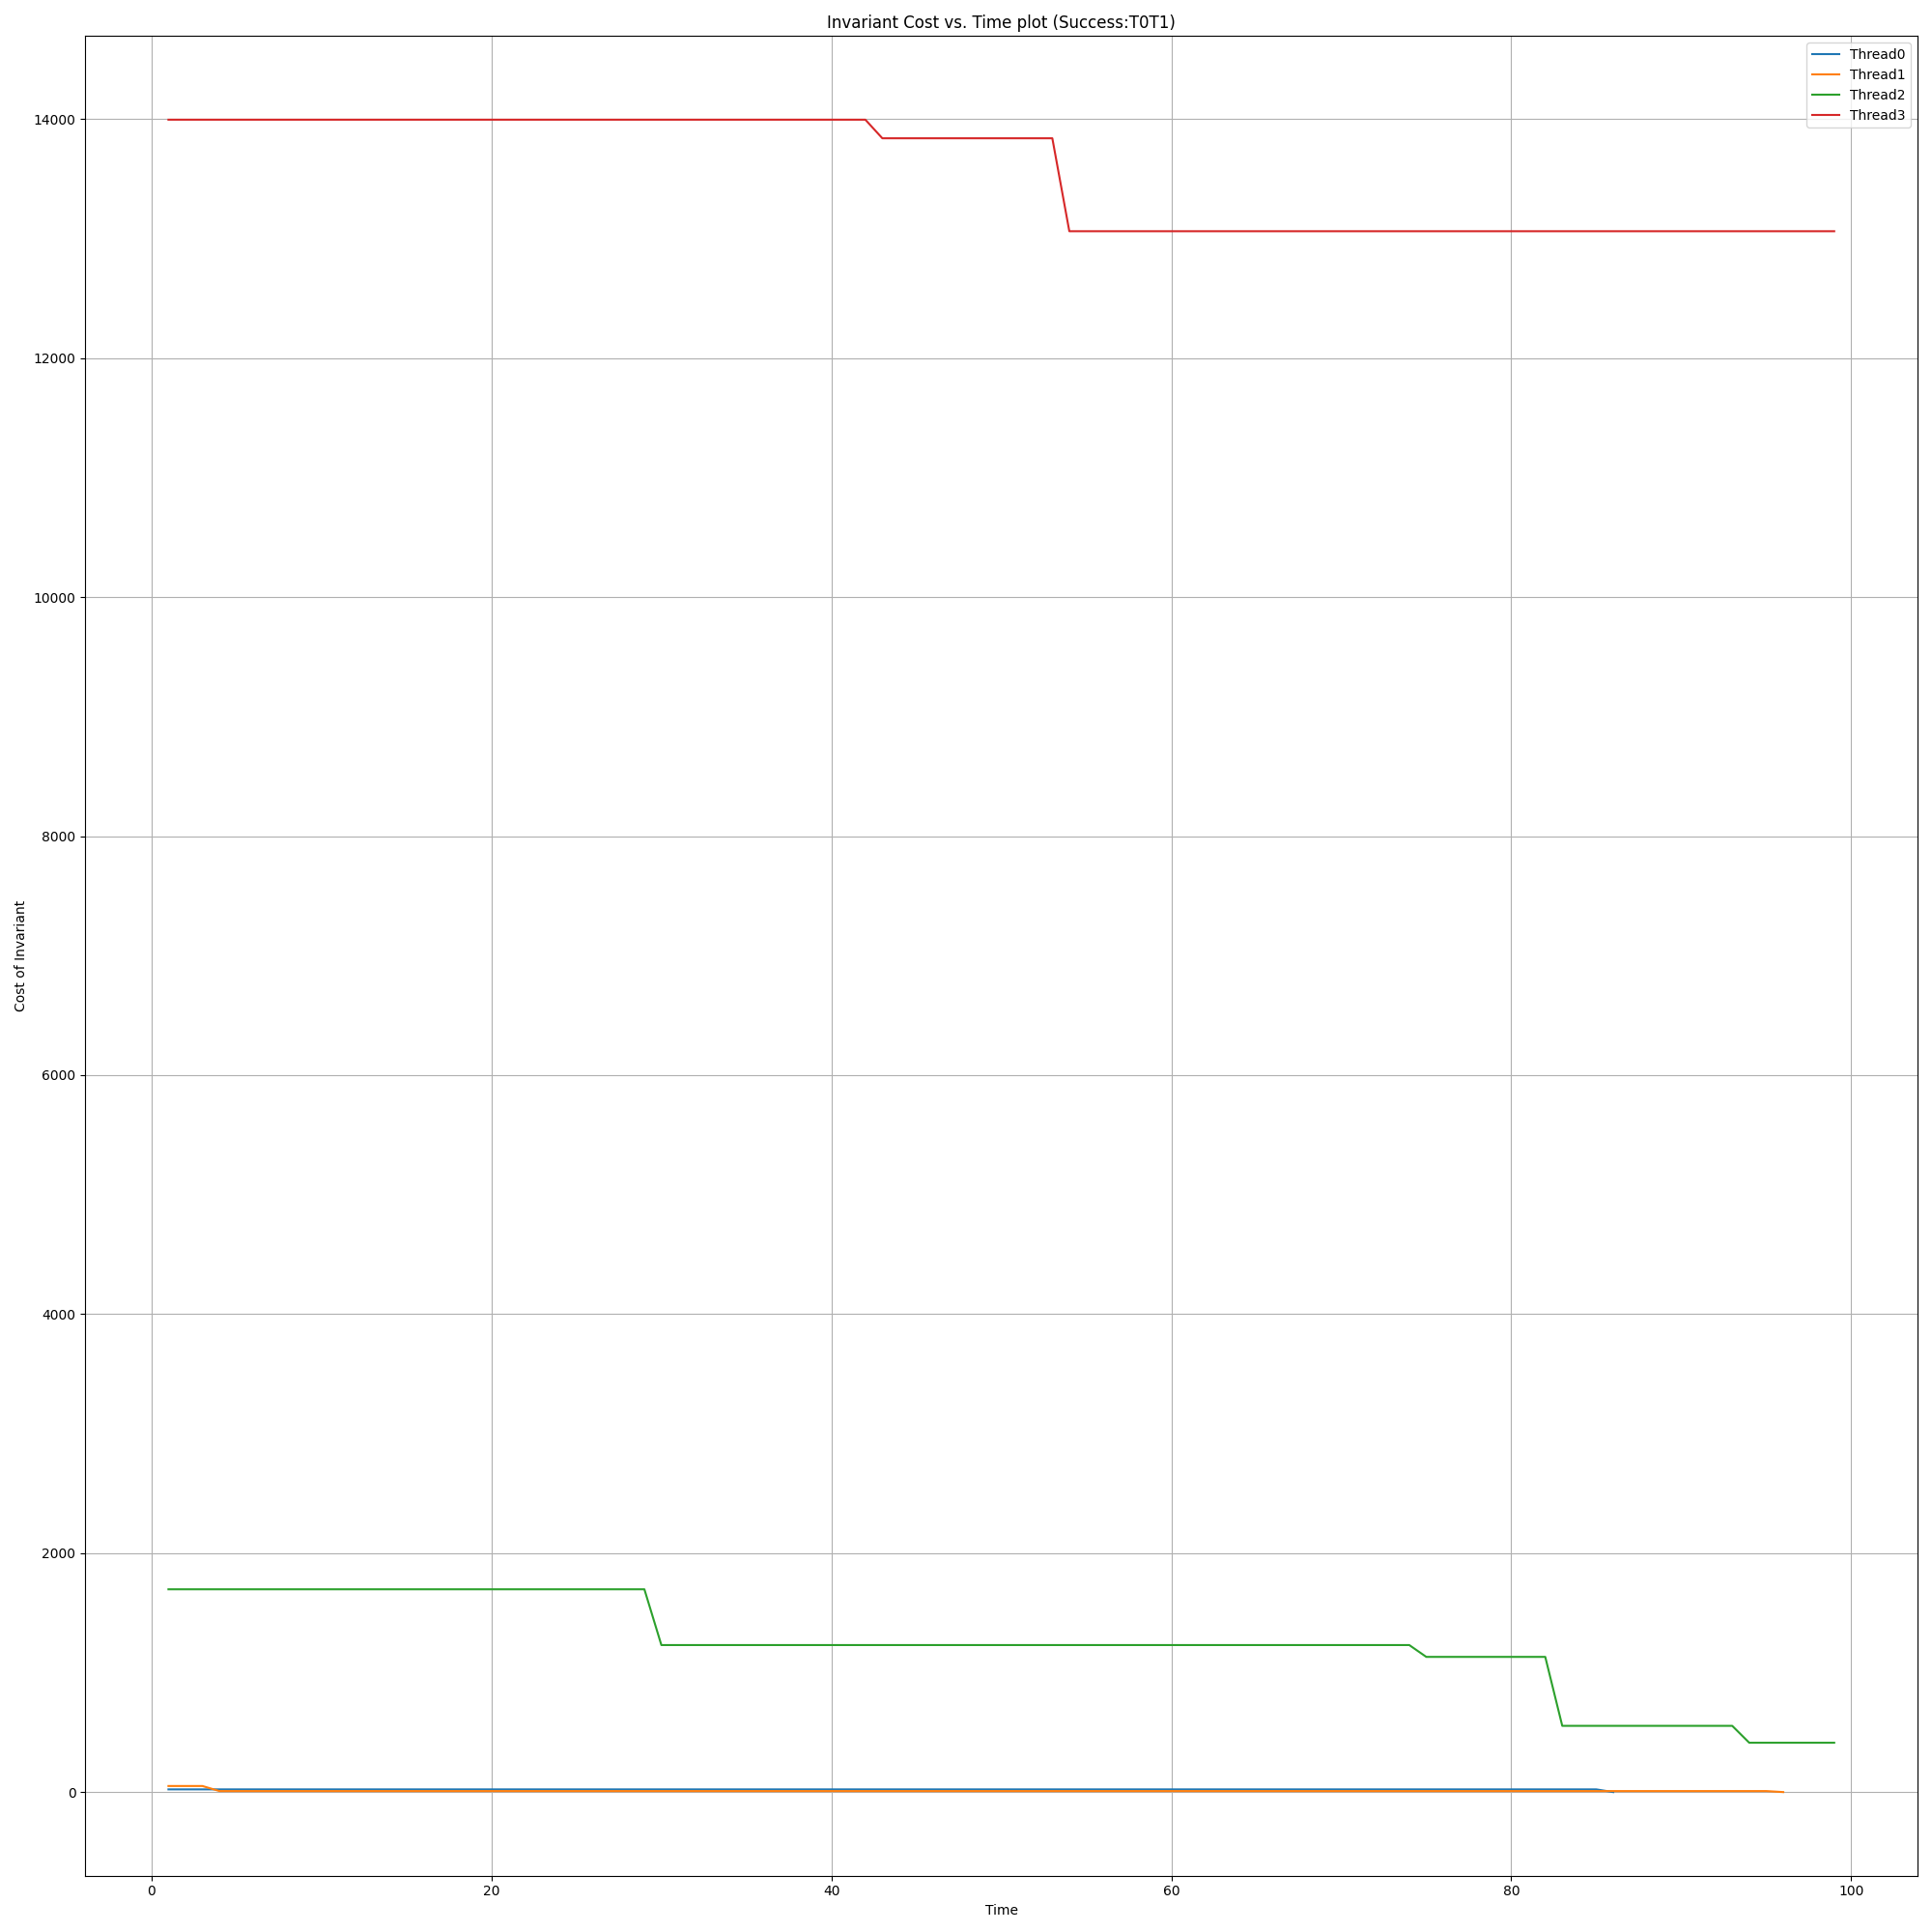 Invariant Cost vs. Time plot (Success:T0T1)
Thread0
Thread1
Thread2
Thread3
14000
12000
10000
8000
6000
4000
2000
0
Cost of Invariant
0 20 40 60 80 100
Time